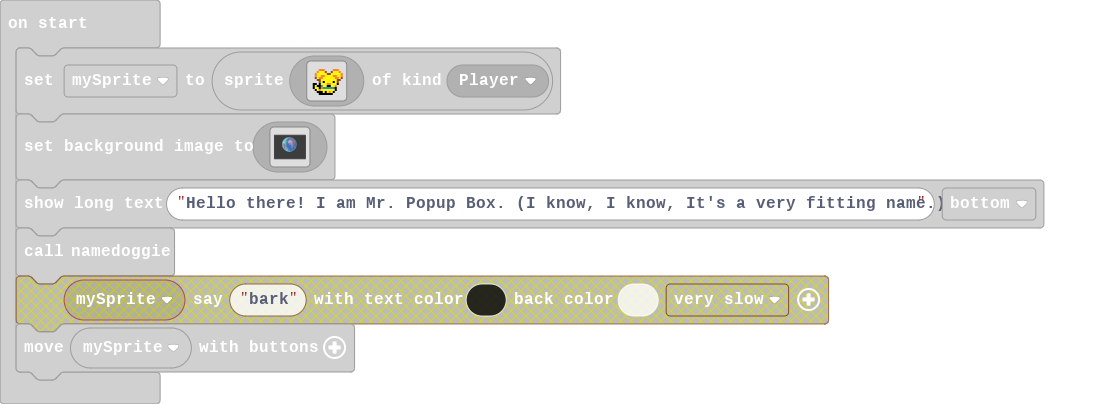 on start
set mySprite to sprite of kind Player
set background image to
show long text "Hello there! I am Mr. Popup Box. (I know, I know, It's a very fitting name.)" bottom
call namedoggie
mySprite say "bark" with text color back color very slow
move mySprite with buttons